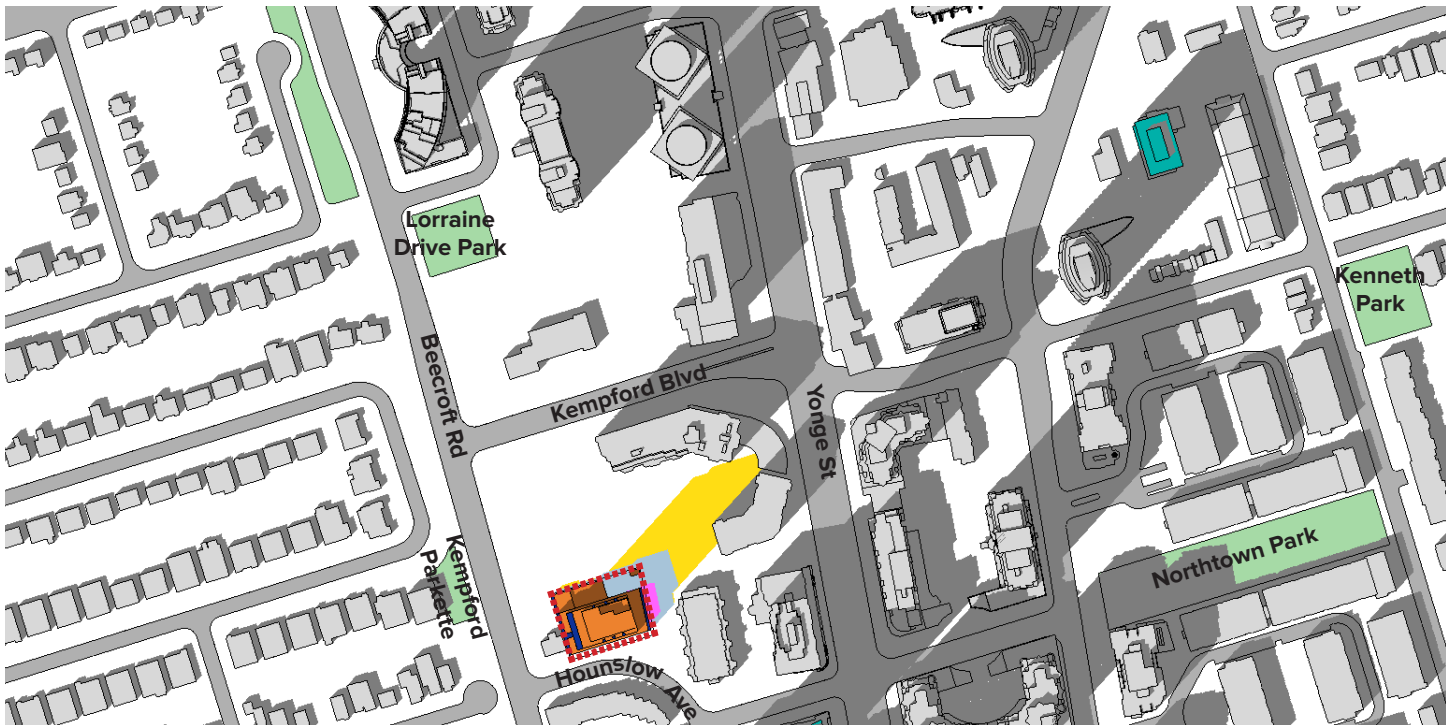 Lorraine
Drive Park
Kenneth
Park
Beecroft Rd
Kempford Blvd
Yonge St
Kempford
Parkette
Northtown Park
Hounslow Ave